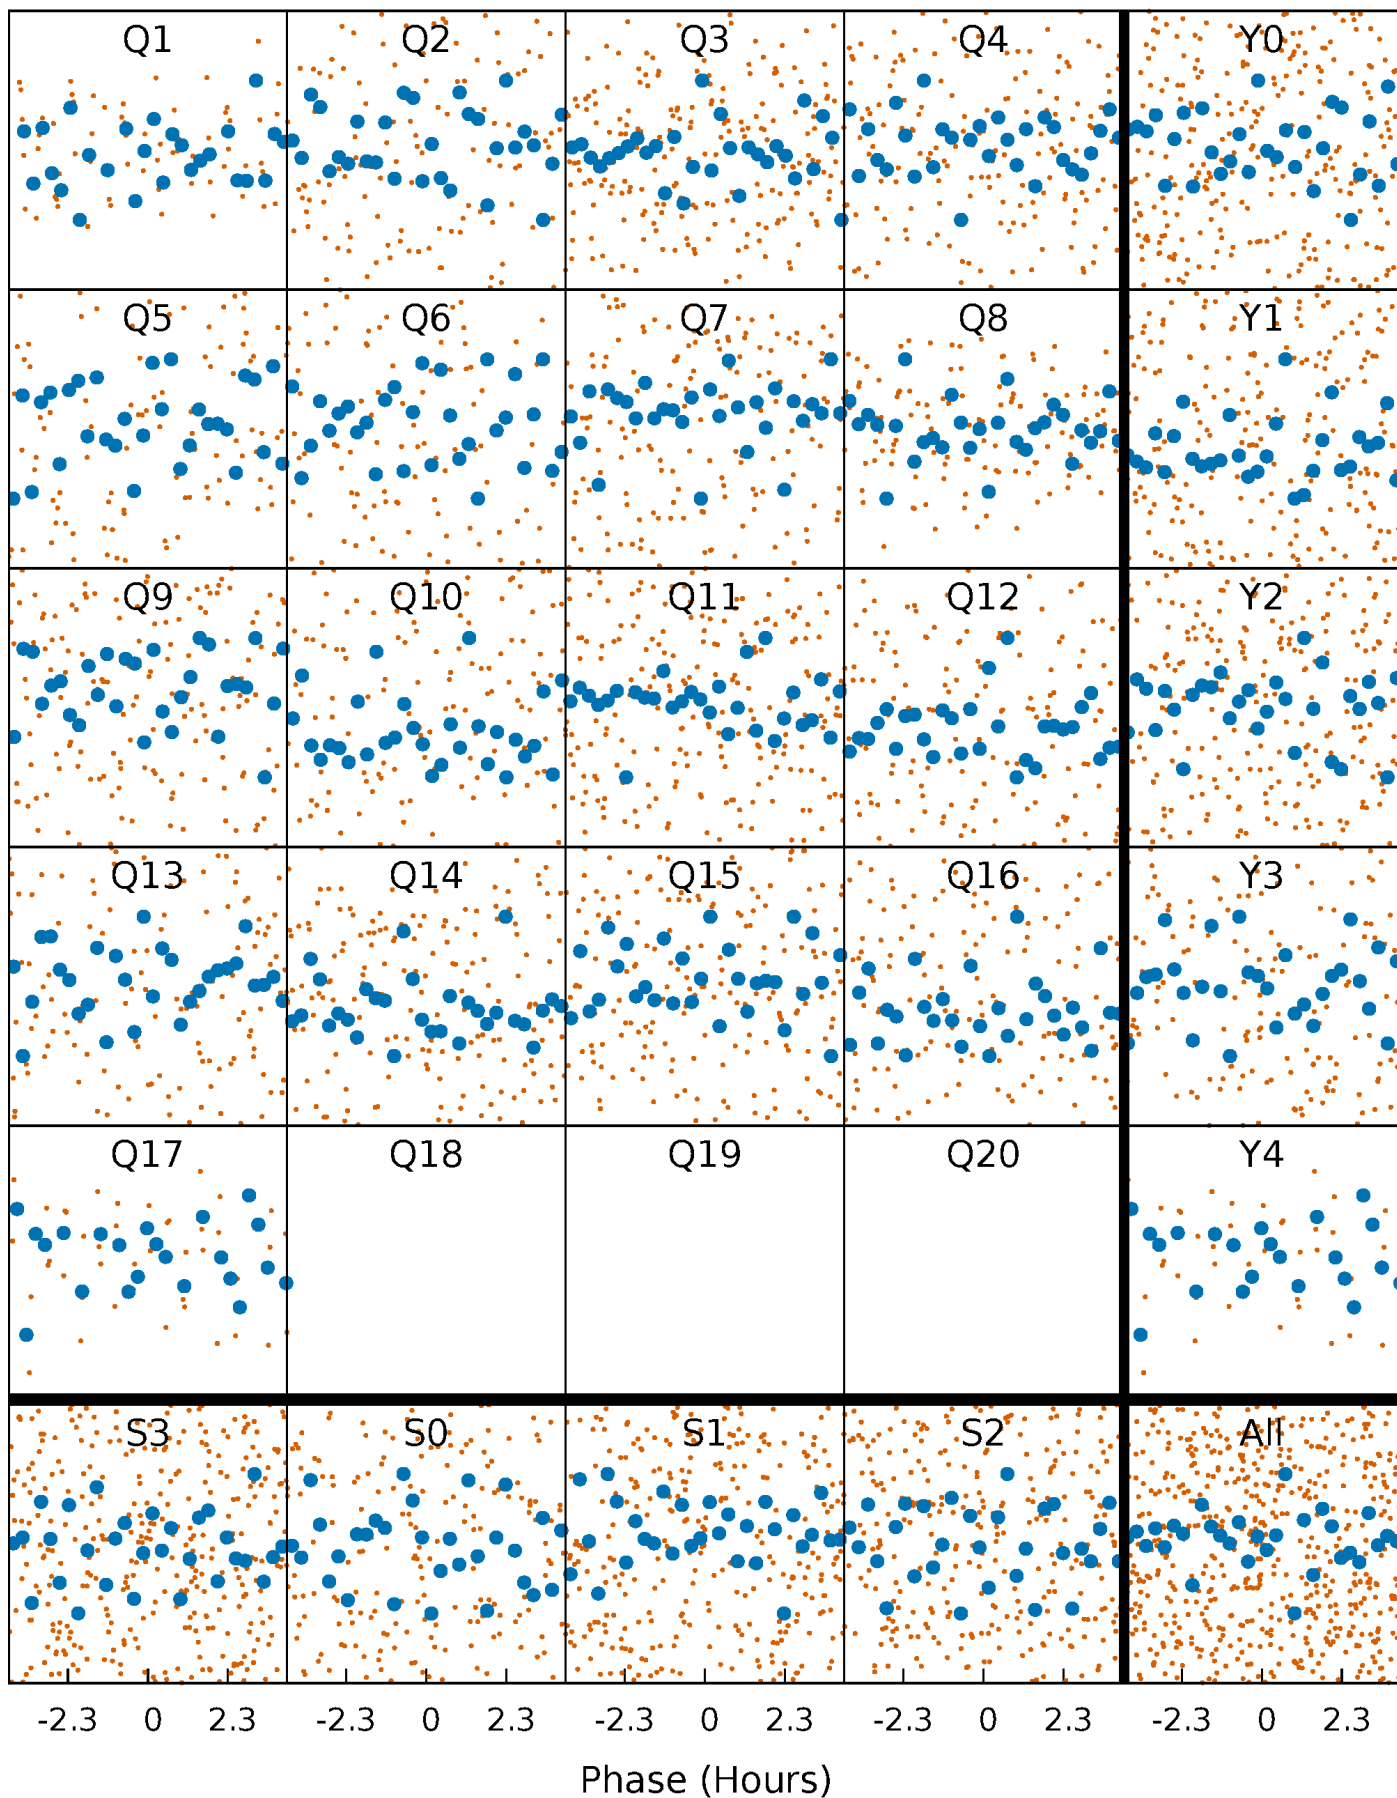 Q1 Q2 Q3 Q4 Y0
Q5 Q6 Q7 Q8 Y1
Q9 Q10 Q11 Q12 Y2
Q13 Q14 Q15 Q16 Y3
Q17 Q18 Q19 Q20 Y4
S3 S0 S1 S2 All
-2.3 0 2.3 -2.3 0 2.3 -2.3 0 2.3 -2.3 0 2.3 -2.3 0 2.3
Phase (Hours)